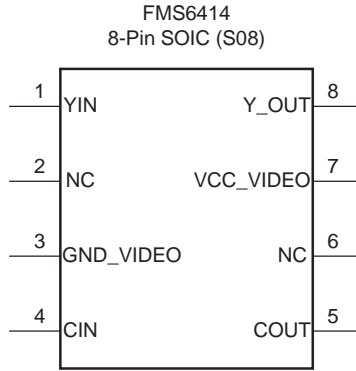 FMS6414
8-Pin SOIC (S08)
1 YIN Y_OUT 8
2 NC VCC_VIDEO 7
3 GND_VIDEO NC 6
4 CIN COUT 5